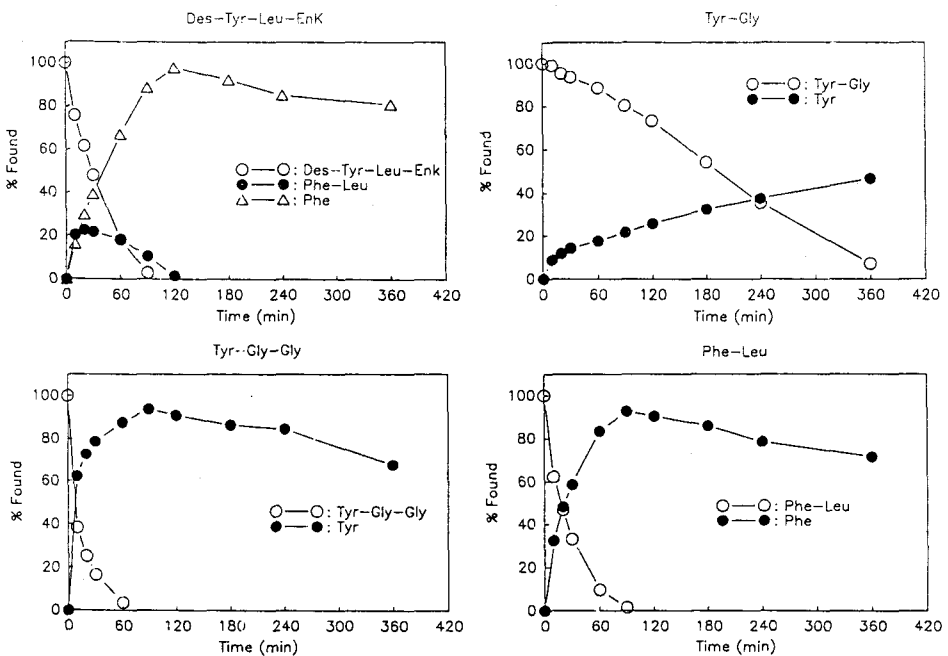 Des-Tyr-Leu-EnK
% Found
100
80
60
40
20
0
○—○: Des-Tyr-Leu-Enk
●—●: Phe-Leu
△—△: Phe
0 60 120 180 240 300 360 420
Time (min)
Tyr-Gly
% Found
100
80
60
40
20
0
○—○: Tyr-Gly
●—●: Tyr
0 60 120 180 240 300 360 420
Time (min)
Tyr-Gly-Gly
% Found
100
80
60
40
20
0
○—○: Tyr-Gly-Gly
●—●: Tyr
0 60 120 180 240 300 360 420
Time (min)
Phe-Leu
% Found
100
80
60
40
20
0
○—○: Phe-Leu
●—●: Phe
0 60 120 180 240 300 360 420
Time (min)